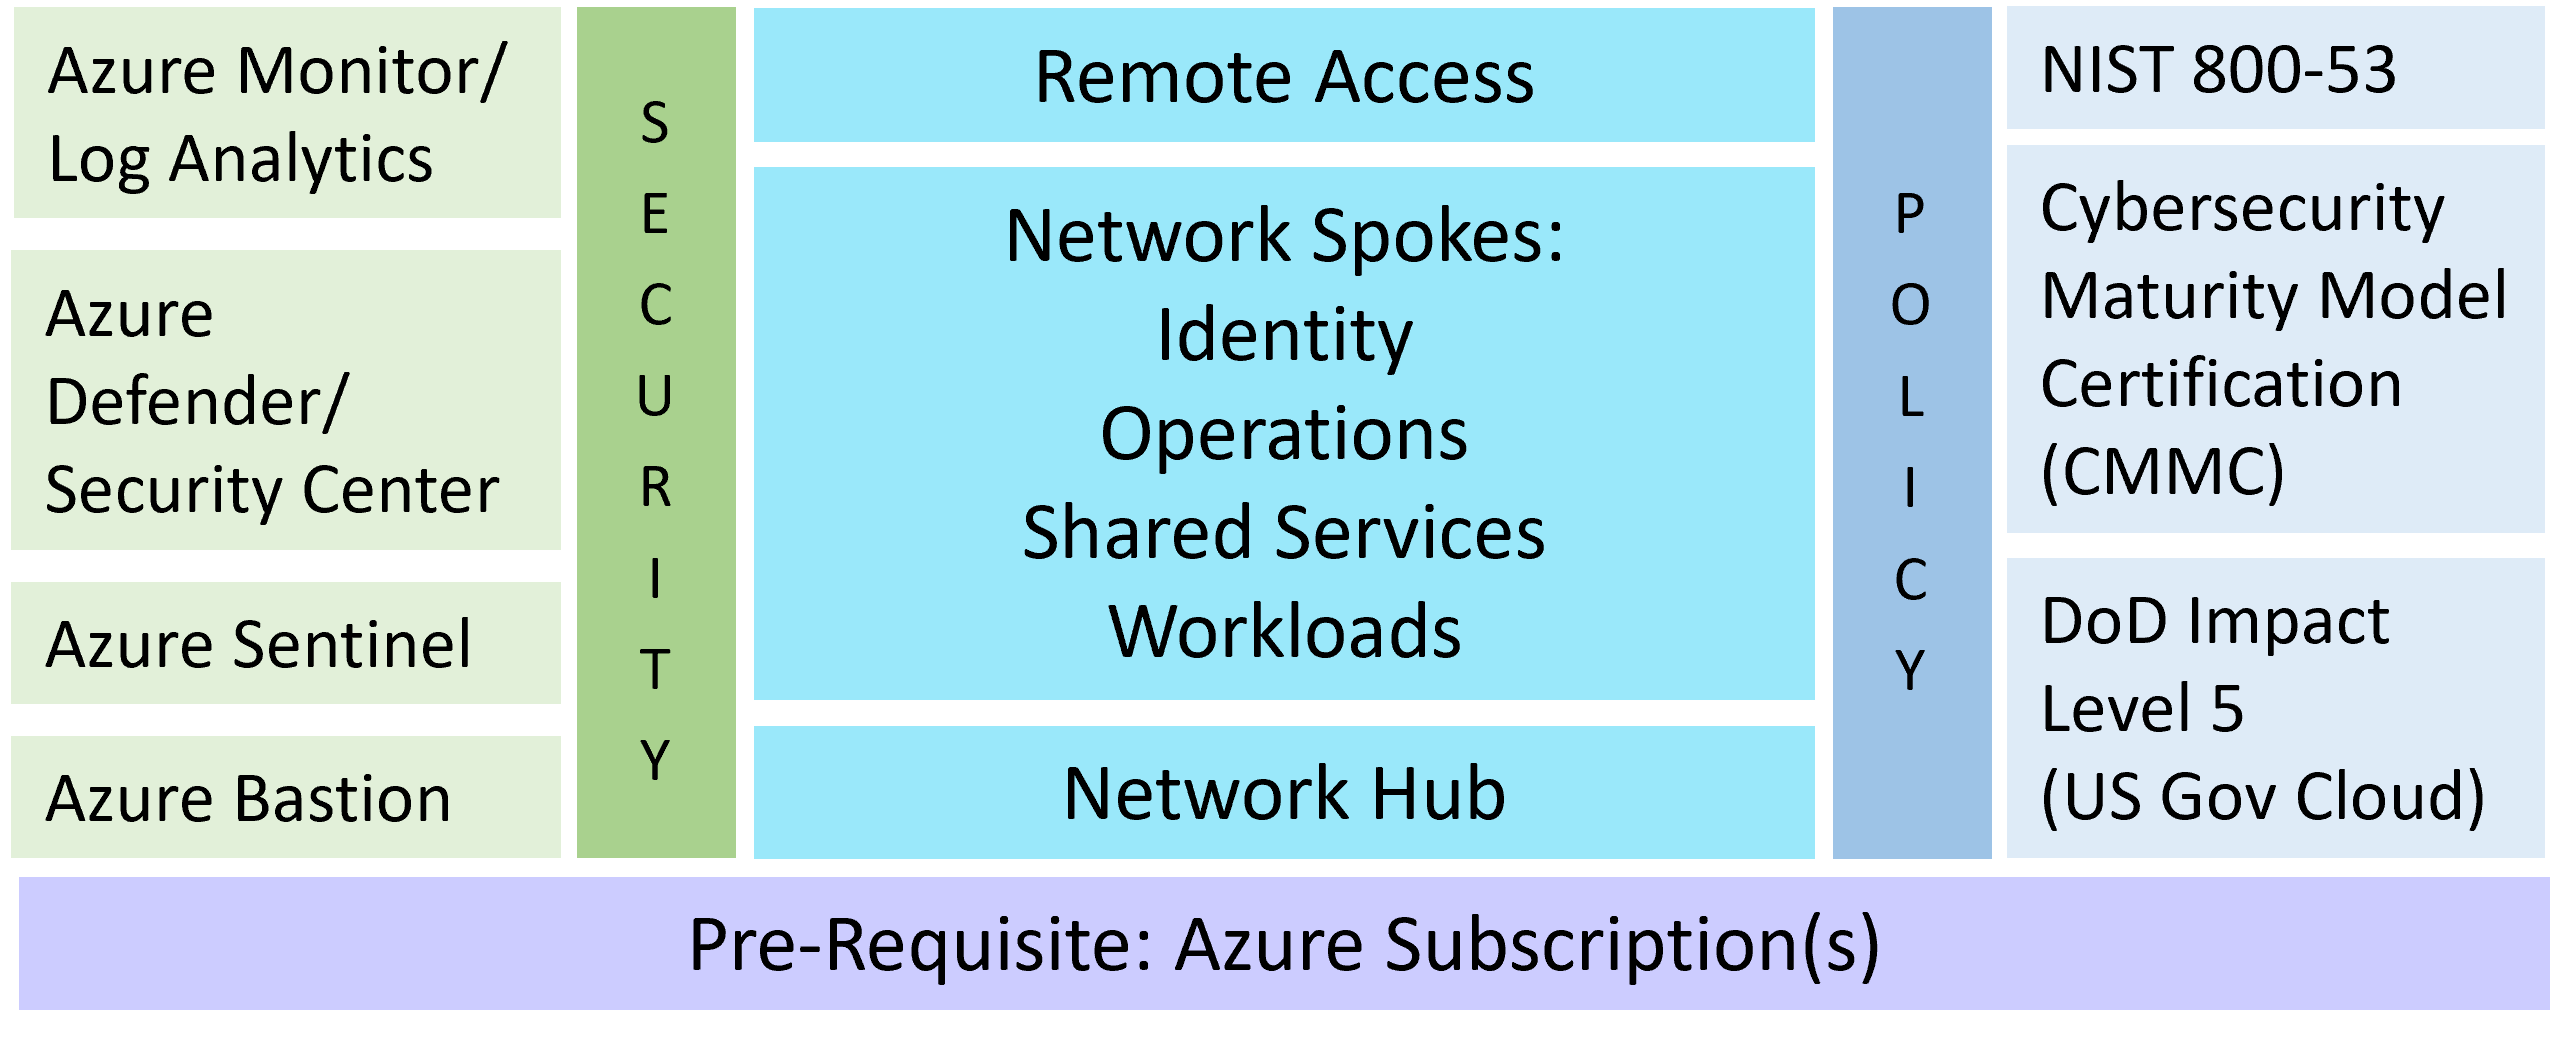 Azure Monitor/
Log Analytics
Azure
Defender/
Security Center
Azure Sentinel
Azure Bastion
SECURITY
Remote Access
Network Spokes:
Identity
Operations
Shared Services
Workloads
Network Hub
POLICY
NIST 800-53
Cybersecurity
Maturity Model
Certification
(CMMC)
DoD Impact
Level 5
(US Gov Cloud)
Pre-Requisite: Azure Subscription(s)